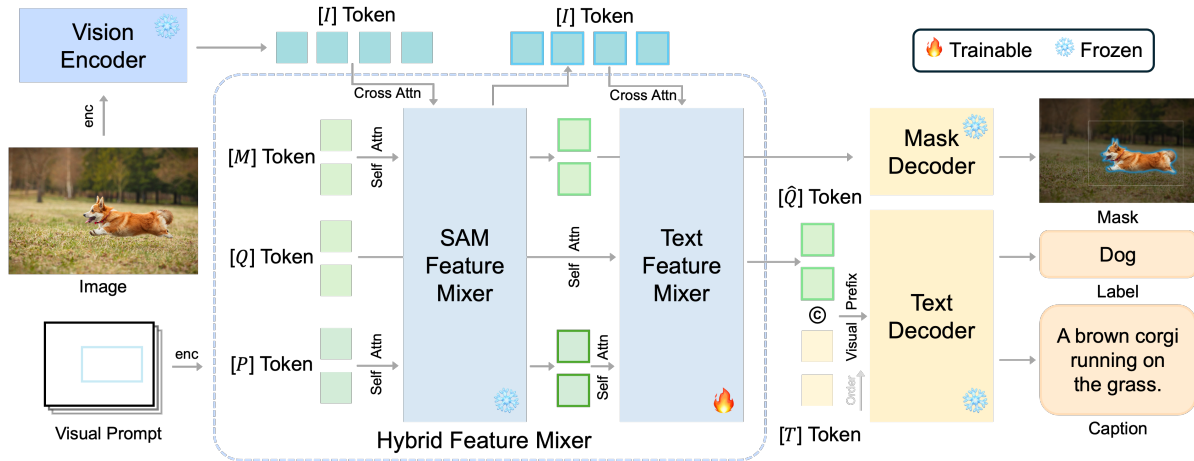 Vision
Encoder
[I] Token
[I] Token
Trainable
Frozen
enc
Cross Attn
Cross Attn
[M] Token
Self Attn
Mask
Decoder
Mask
Image
[Q] Token
SAM
Feature
Mixer
Self Attn
Text
Feature
Mixer
[Q̂] Token
©
Visual Prefix
Text
Decoder
Dog
Label
Visual Prompt
enc
[P] Token
Self Attn
Self Attn
Order
[T] Token
A brown corgi
running on
the grass.
Caption
Hybrid Feature Mixer